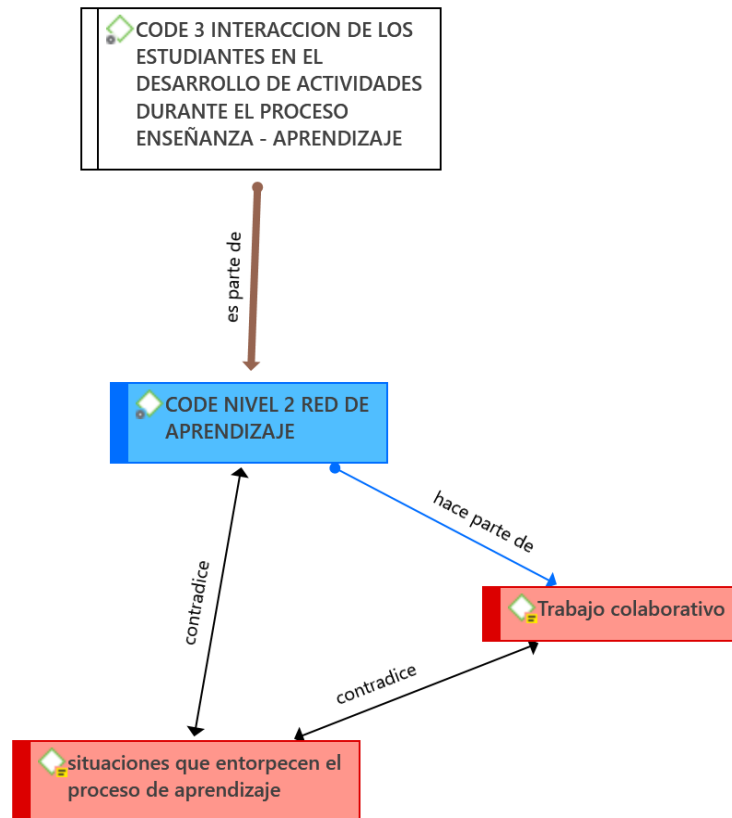 CODE 3 INTERACCION DE LOS
ESTUDIANTES EN EL
DESARROLLO DE ACTIVIDADES
DURANTE EL PROCESO
ENSEÑANZA - APRENDIZAJE
es parte de
CODE NIVEL 2 RED DE
APRENDIZAJE
hace parte de
contradice
Trabajo colaborativo
contradice
situaciones que entorpecen el
proceso de aprendizaje